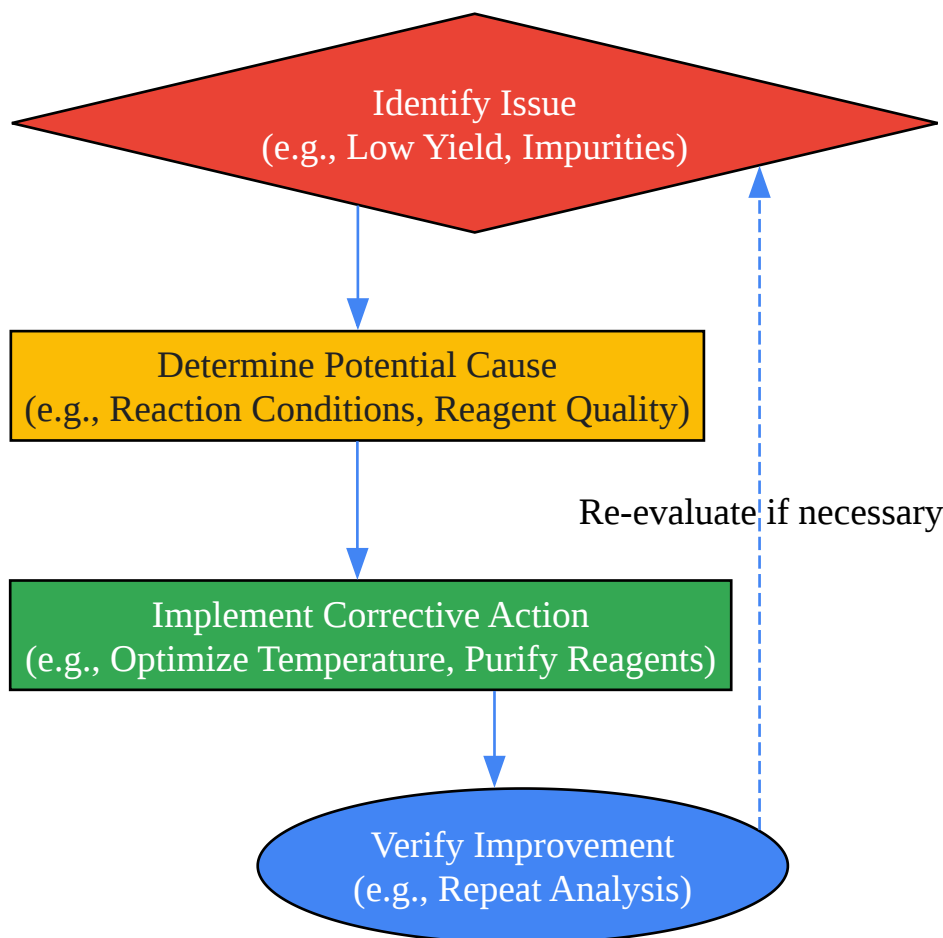 Identify Issue
(e.g., Low Yield, Impurities)
Determine Potential Cause
(e.g., Reaction Conditions, Reagent Quality)
Re-evaluate if necessary
Implement Corrective Action
(e.g., Optimize Temperature, Purify Reagents)
Verify Improvement
(e.g., Repeat Analysis)